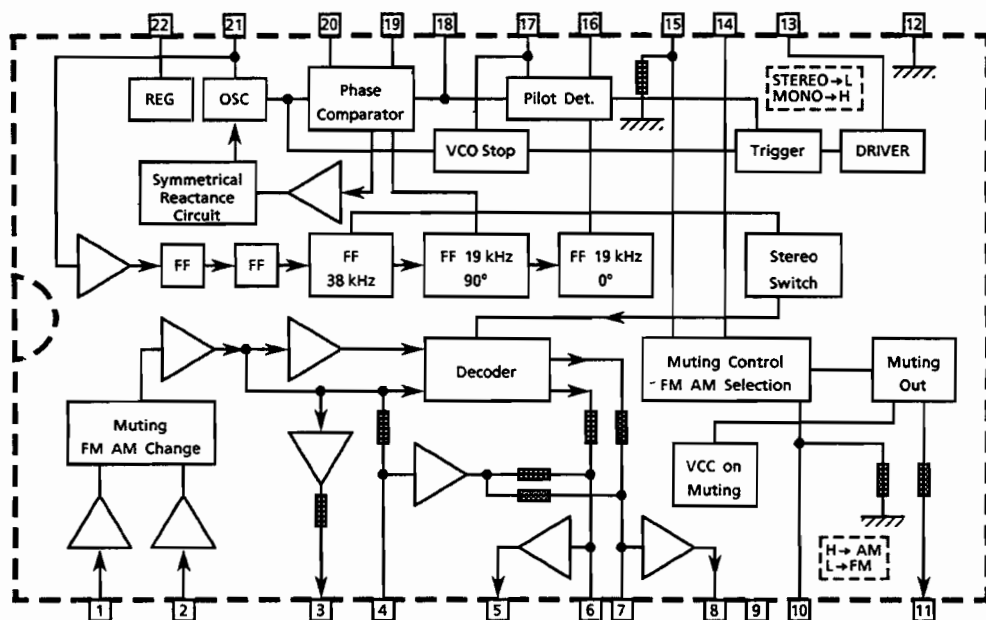 22 21 20 19 18 17 16 15 14 13 12
REG
OSC
Phase
Comparator
Pilot Det.
STEREO→L
MONO→H
VCO Stop
Trigger
DRIVER
Symmetrical
Reactance
Circuit
FF
FF
FF
38 kHz
FF 19 kHz
90°
FF 19 kHz
0°
Stereo
Switch
Decoder
Muting Control
FM AM Selection
Muting
Out
Muting
FM AM Change
VCC on
Muting
H→AM
L→FM
1 2 3 4 5 6 7 8 9 10 11